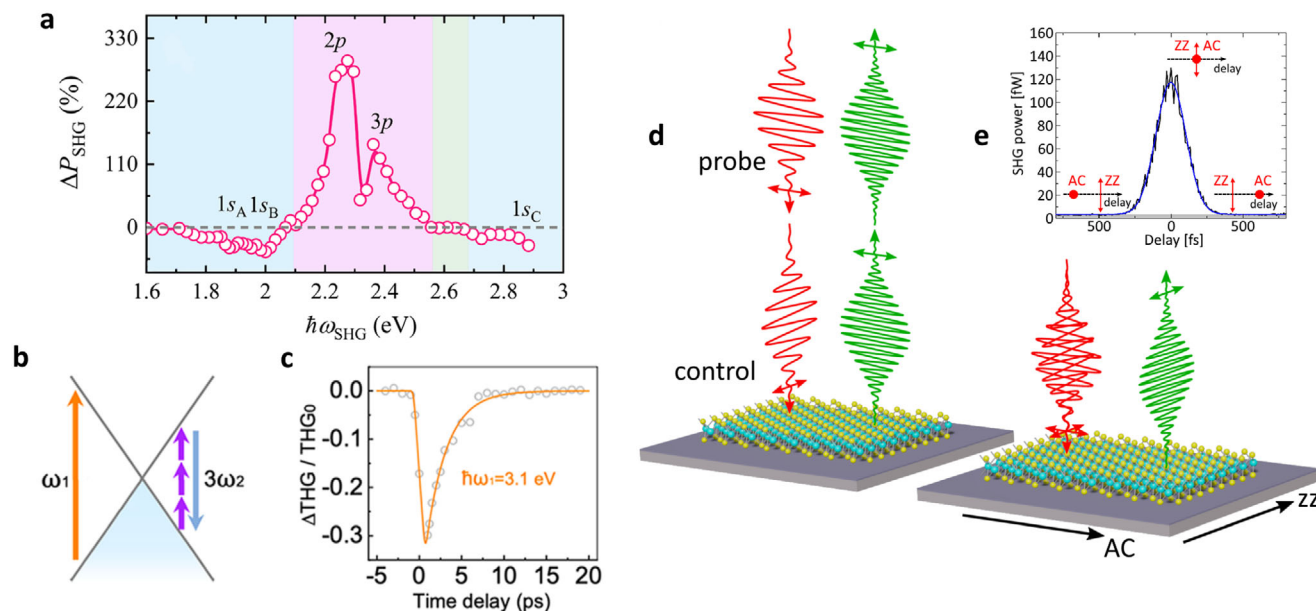 a
ΔP_SHG (%)
330
220
110
0
2p
3p
1s_A 1s_B
1s_C
1.6 1.8 2 2.2 2.4 2.6 2.8 3
ħω_SHG (eV)
b
ω₁
3ω₂
c
ΔTHG / THG₀
0.0
-0.1
-0.2
-0.3
ħω₁=3.1 eV
-5 0 5 10 15 20
Time delay (ps)
d
probe
control
e
SHG power [fW]
160
140
120
100
80
60
40
20
0
ZZ AC
delay
AC ZZ
delay
ZZ AC
delay
500 0 500
Delay [fs]
AC
ZZ